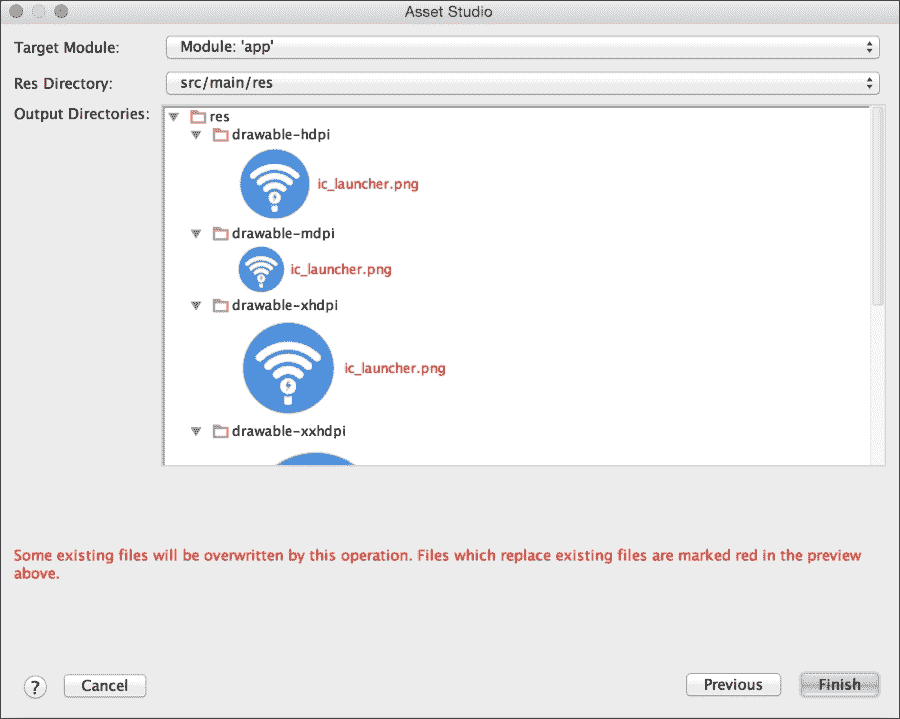 Asset Studio
Target Module:
Module: 'app'
Res Directory:
src/main/res
Output Directories:
res
drawable-hdpi
ic_launcher.png
drawable-mdpi
ic_launcher.png
drawable-xhdpi
ic_launcher.png
drawable-xxhdpi
Some existing files will be overwritten by this operation. Files which replace existing files are marked red in the preview
above.
?
Cancel
Previous
Finish